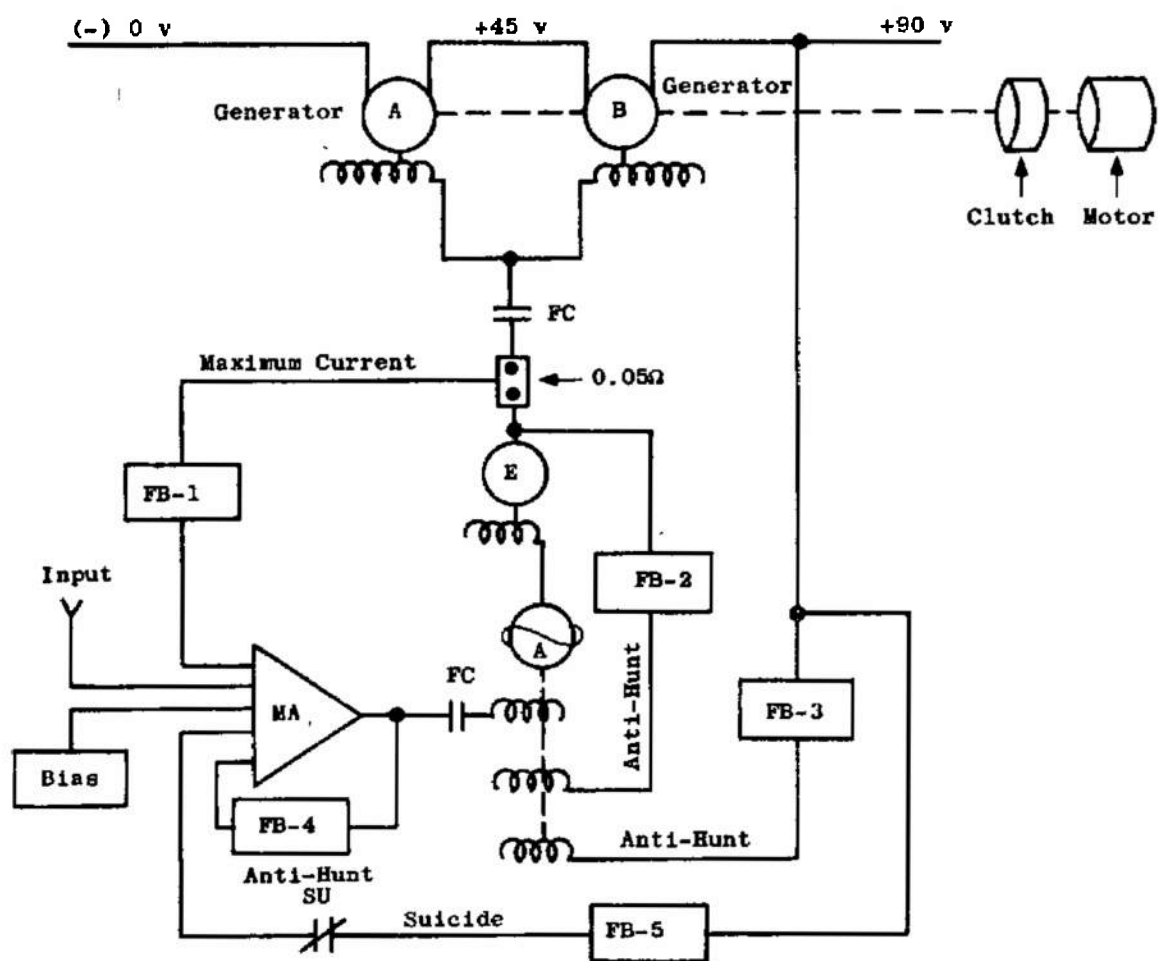 (-) 0 v
+45 v
+90 v
Generator
A
B
Generator
Clutch
Motor
FC
Maximum Current
0.05Ω
E
FB-1
FB-2
Input
A
FC
MA
Anti-Hunt
FB-3
Bias
FB-4
Anti-Hunt
Anti-Hunt
SU
Suicide
FB-5